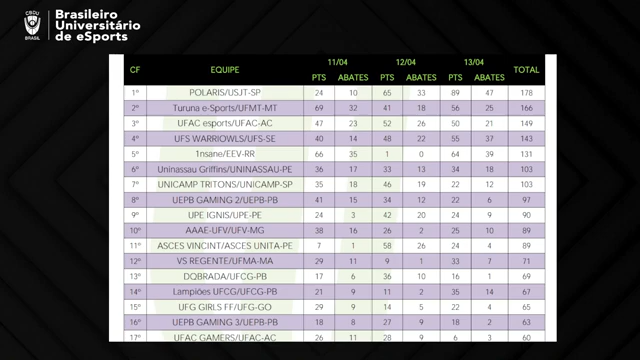 CBDU
BRASIL
Brasileiro
Universitário
de eSports
CF EQUIPE 11/04 12/04 13/04 TOTAL
PTS ABATES PTS ABATES PTS ABATES
1º POLARIS/USJT-SP 24 10 65 33 89 47 178
2º Turuna e-Sports/UFMT-MT 69 32 41 18 56 25 166
3º UFAC esports/UFAC-AC 47 23 52 26 50 21 149
4º UFS WARRIOWLS/UFS-SE 40 14 48 22 55 37 143
5º 1nsane/EEV-RR 66 35 1 0 64 39 131
6º Uninassau Griffins/UNINASSAU-PE 36 17 33 13 34 18 103
7º UNICAMP TRITONS/UNICAMP-SP 35 18 46 19 22 12 103
8º UEPB GAMING 2/UEPB-PB 41 15 34 12 22 6 97
9º UPE IGNIS/UPE-PE 24 3 42 20 24 9 90
10º AAAE-UFV/UFV-MG 38 16 26 2 25 10 89
11º ASCES VINCINT/ASCES UNITA-PE 7 1 58 26 24 4 89
12º VS REGENTE/UFMA-MA 29 11 9 1 33 7 71
13º DQBRADA/UFCG-PB 17 6 36 10 16 1 69
14º Lampiões UFCG/UFCG-PB 21 9 11 2 35 14 67
15º UFG GIRLS FF/UFG-GO 29 9 14 5 22 4 65
16º UEPB GAMING 3/UEPB-PB 18 8 27 9 18 2 63
17º UFAC GAMERS/UFAC-AC 26 11 28 9 6 3 60